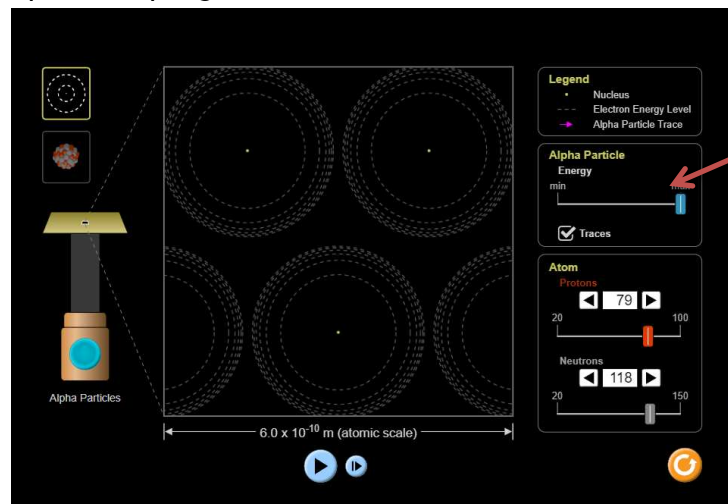 Legend
Nucleus
Electron Energy Level
Alpha Particle Trace
Alpha Particle
Energy
min
Traces
Atom
Protons
79
20 100
Neutrons
118
20 150
Alpha Particles
6.0 x 10⁻¹⁰ m (atomic scale)